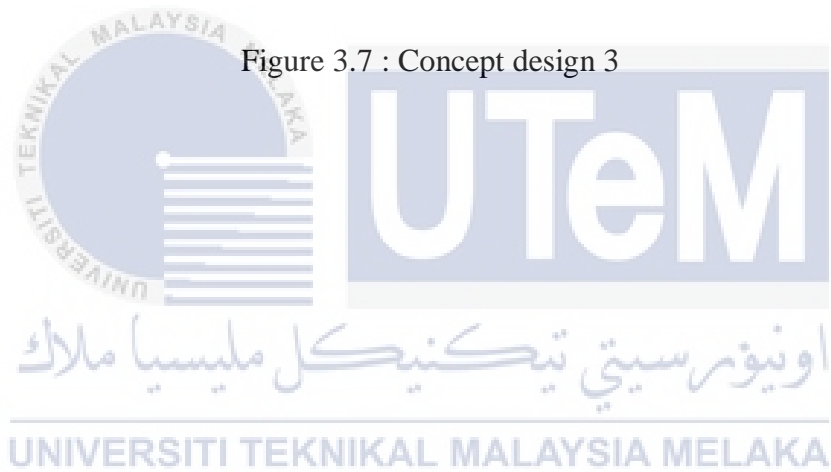 Figure 3.7 : Concept design 3
UNIVERSITI TEKNIKAL MALAYSIA MELAKA
UTeM
اونيۏرسيتي تيكنيكل مليسيا ملاك
UNIVERSITI TEKNIKAL MALAYSIA MELAKA